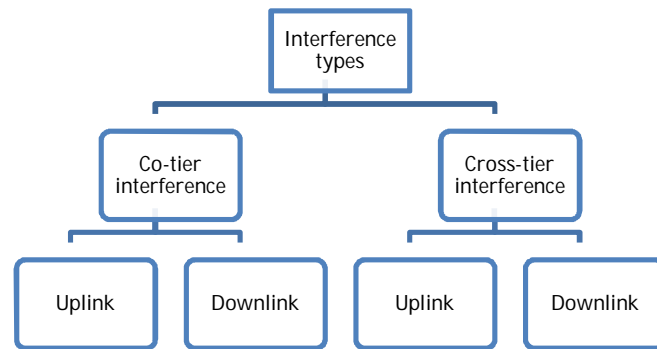 Interference
types
Co-tier
interference
Cross-tier
interference
Uplink
Downlink
Uplink
Downlink